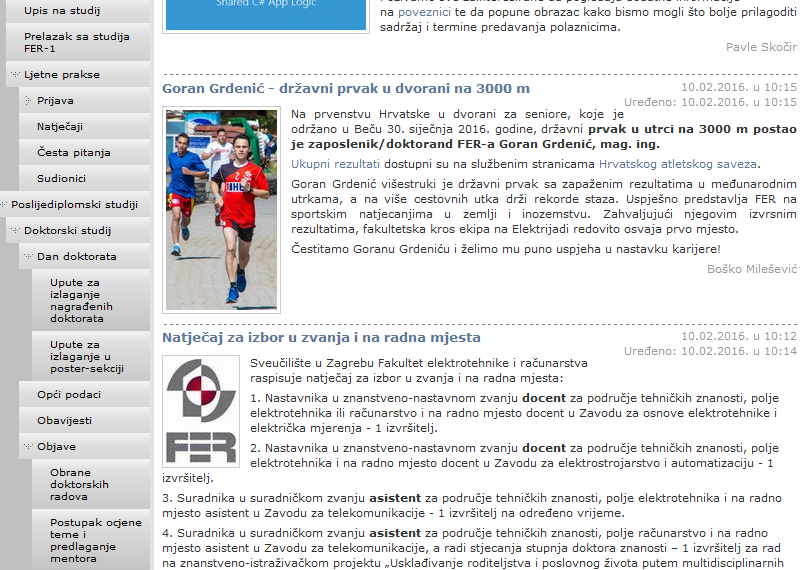 Upis na studij
Prelazak sa studija
FER-1
Ljetne prakse
Prijava
Natječaji
Česta pitanja
Sudionici
Poslijediplomski studiji
Doktorski studij
Dan doktorata
Upute za
izlaganje
nagrađenih
doktorata
Upute za
izlaganje u
poster-sekciji
Opći podaci
Obavijesti
Objave
Obrane
doktorskih
radova
Postupak ocjene
teme i
predlaganje
mentora
Shared C# App Logic
na poveznici te da popune obrazac kako bismo mogli što bolje prilagoditi
sadržaj i termine predavanja polaznicima.
Pavle Skočir
Goran Grdenić - državni prvak u dvorani na 3000 m
10.02.2016. u 10:15
Uređeno: 10.02.2016. u 10:15
Na prvenstvu Hrvatske u dvorani za seniore, koje je
održano u Beču 30. siječnja 2016. godine, državni prvak u utrci na 3000 m postao
je zaposlenik/doktorand FER-a Goran Grdenić, mag. ing.
Ukupni rezultati dostupni su na službenim stranicama Hrvatskog atletskog saveza.
Goran Grdenić višestruki je državni prvak sa zapaženim rezultatima u međunarodnim
utrkama, a na više cestovnih utka drži rekorde staza. Uspješno predstavlja FER na
sportskim natjecanjima u zemlji i inozemstvu. Zahvaljujući njegovim izvrsnim
rezultatima, fakultetska kros ekipa na Elektrijadi redovito osvaja prvo mjesto.
Čestitamo Goranu Grdeniću i želimo mu puno uspjeha u nastavku karijere!
Boško Milešević
Natječaj za izbor u zvanja i na radna mjesta
10.02.2016. u 10:12
Uređeno: 10.02.2016. u 10:14
FER
Sveučilište u Zagrebu Fakultet elektrotehnike i računarstva
raspisuje natječaj za izbor u zvanja i na radna mjesta:
1. Nastavnika u znanstveno-nastavnom zvanju docent za područje tehničkih znanosti, polje
elektrotehnika ili računarstvo i na radno mjesto docent u Zavodu za osnove elektrotehnike i
električka mjerenja - 1 izvršitelj.
2. Nastavnika u znanstveno-nastavnom zvanju docent za područje tehničkih znanosti, polje
elektrotehnika i na radno mjesto docent u Zavodu za elektrostrojarstvo i automatizaciju - 1
izvršitelj.
3. Suradnika u suradničkom zvanju asistent za područje tehničkih znanosti, polje elektrotehnika i na radno
mjesto asistent u Zavodu za telekomunikacije - 1 izvršitelj na određeno vrijeme.
4. Suradnika u suradničkom zvanju asistent za područje tehničkih znanosti, polje računarstvo i na radno
mjesto asistent u Zavodu za telekomunikacije, a radi stjecanja stupnja doktora znanosti – 1 izvršitelj za rad
na znanstveno-istraživačkom projektu „Usklađivanje roditeljstva i poslovnog života putem multidisciplinarnih